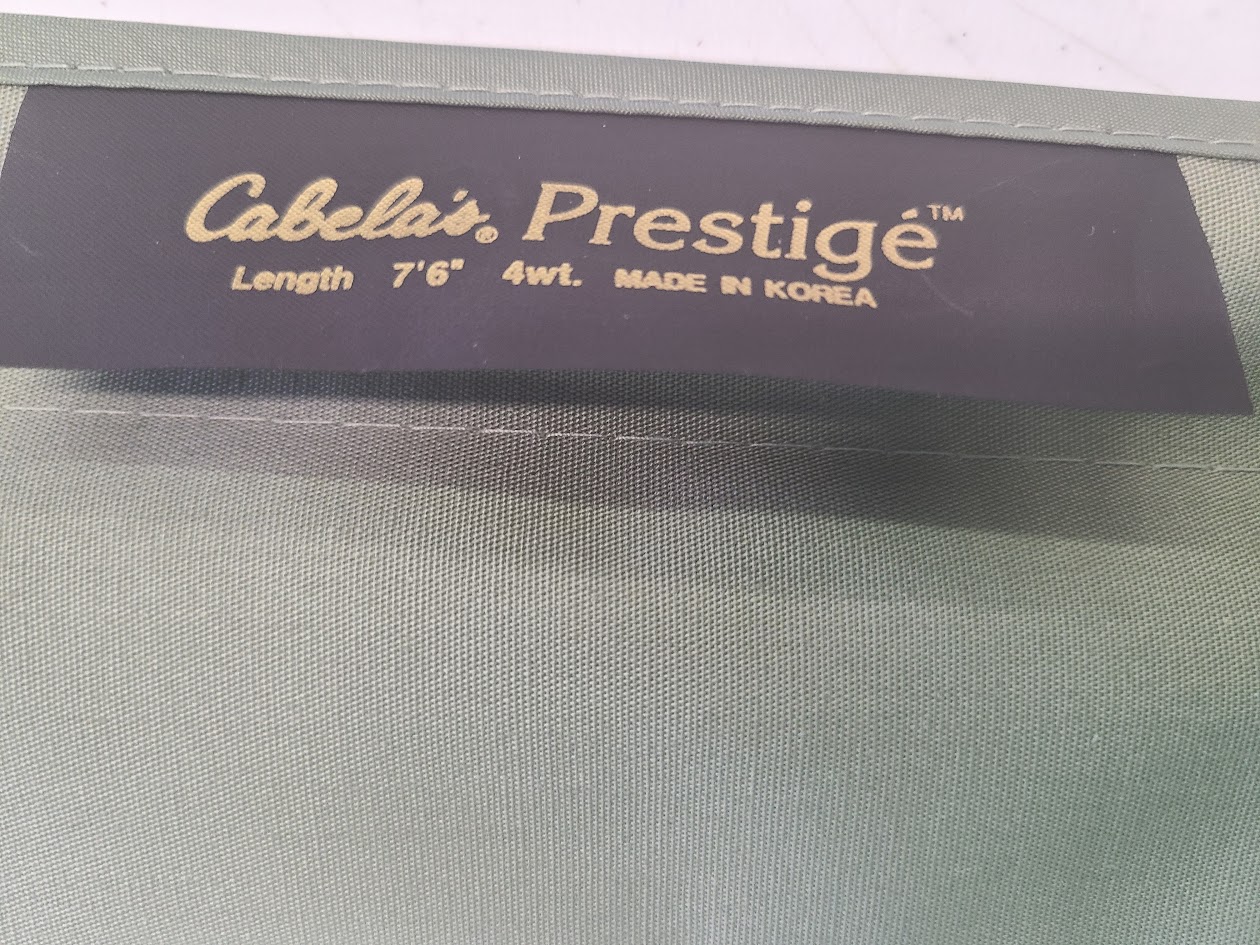 Cabela's® Prestigé™
Length 7'6" 4wt. MADE IN KOREA